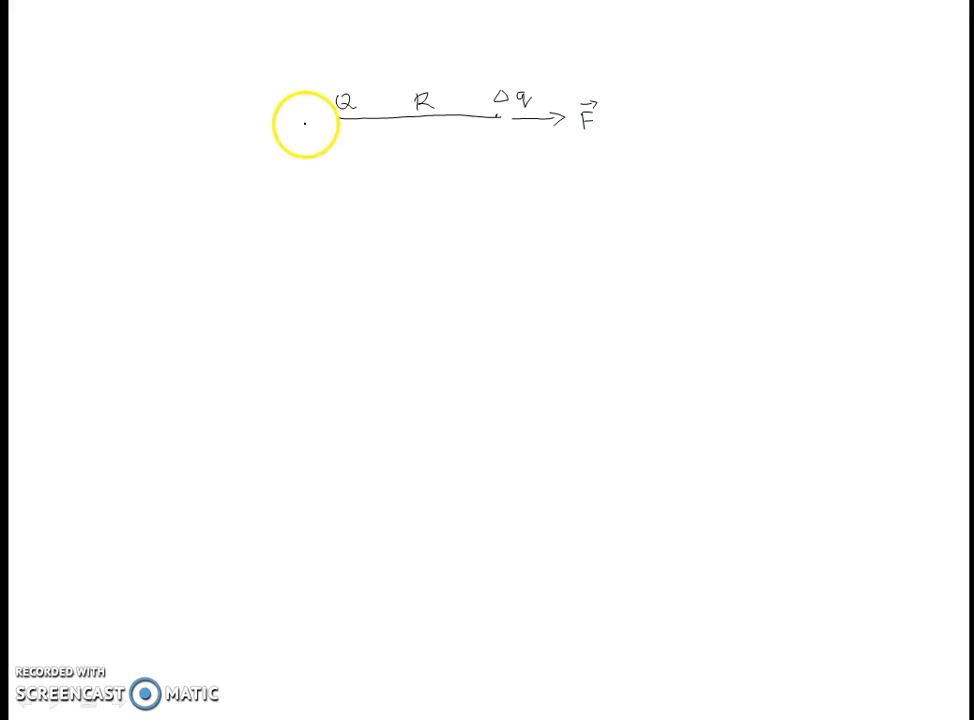 Q R Δq F⃗
RECORDED WITH
SCREENCAST MATIC